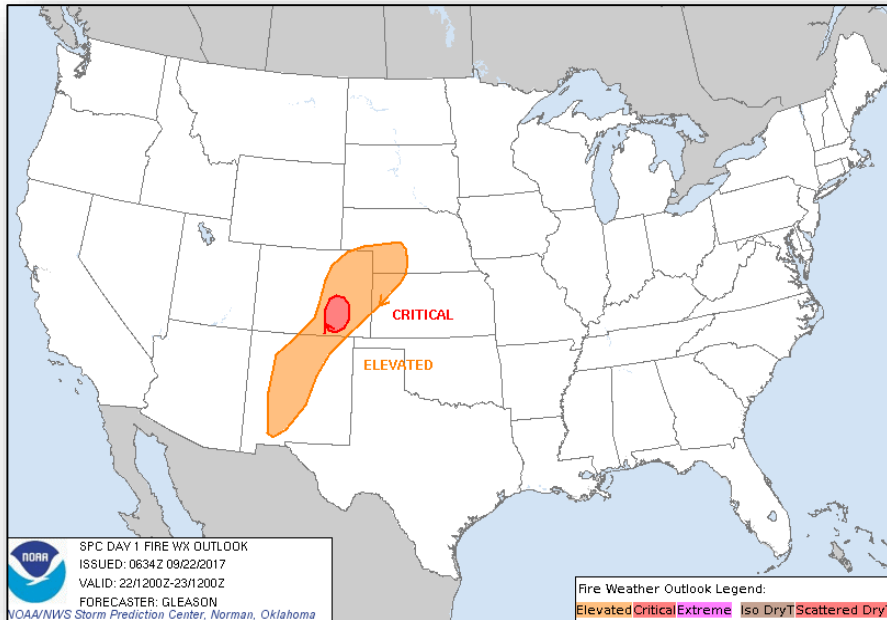 CRITICAL
ELEVATED
NOAA
SPC DAY 1 FIRE WX OUTLOOK
ISSUED: 0634Z 09/22/2017
VALID: 22/1200Z-23/1200Z
FORECASTER: GLEASON
NOAA/NWS Storm Prediction Center, Norman, Oklahoma
Fire Weather Outlook Legend:
Elevated Critical Extreme Iso DryT Scattered DryT